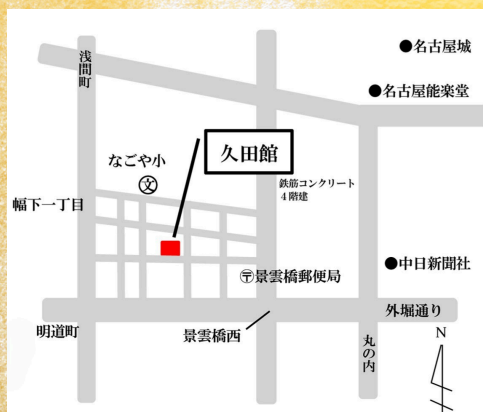 浅間町
●名古屋城
●名古屋能楽堂
久田館
なごや小
文
鉄筋コンクリート
4階建
幅下一丁目
●中日新聞社
〒景雲橋郵便局
外堀通り
明道町
景雲橋西
丸の内
N